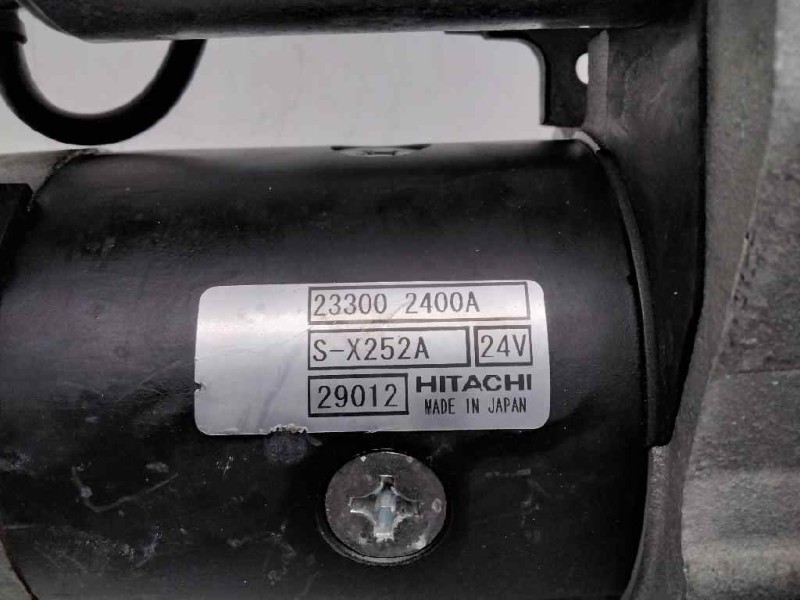 23300 2400A
S-X252A 24V
29012 HITACHI
MADE IN JAPAN